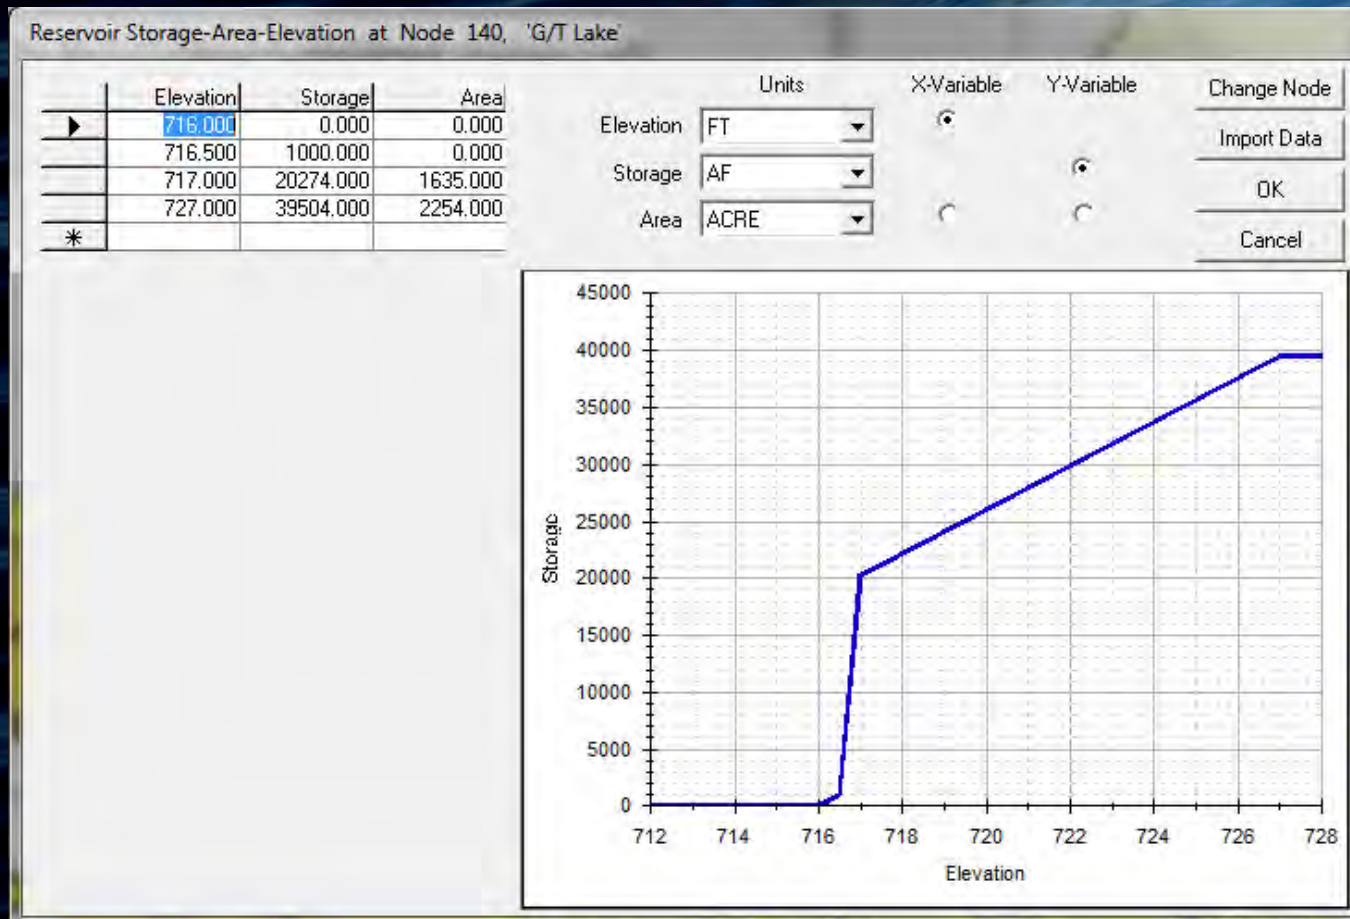 Reservoir Storage-Area-Elevation at Node 140, 'G/T Lake'
Elevation Storage Area
716.000 0.000 0.000
716.500 1000.000 0.000
717.000 20274.000 1635.000
727.000 39504.000 2254.000
*
Units X-Variable Y-Variable
Elevation FT
Storage AF
Area ACRE
Change Node
Import Data
OK
Cancel
45000
40000
35000
30000
25000
20000
15000
10000
5000
0
Storage
712 714 716 718 720 722 724 726 728
Elevation